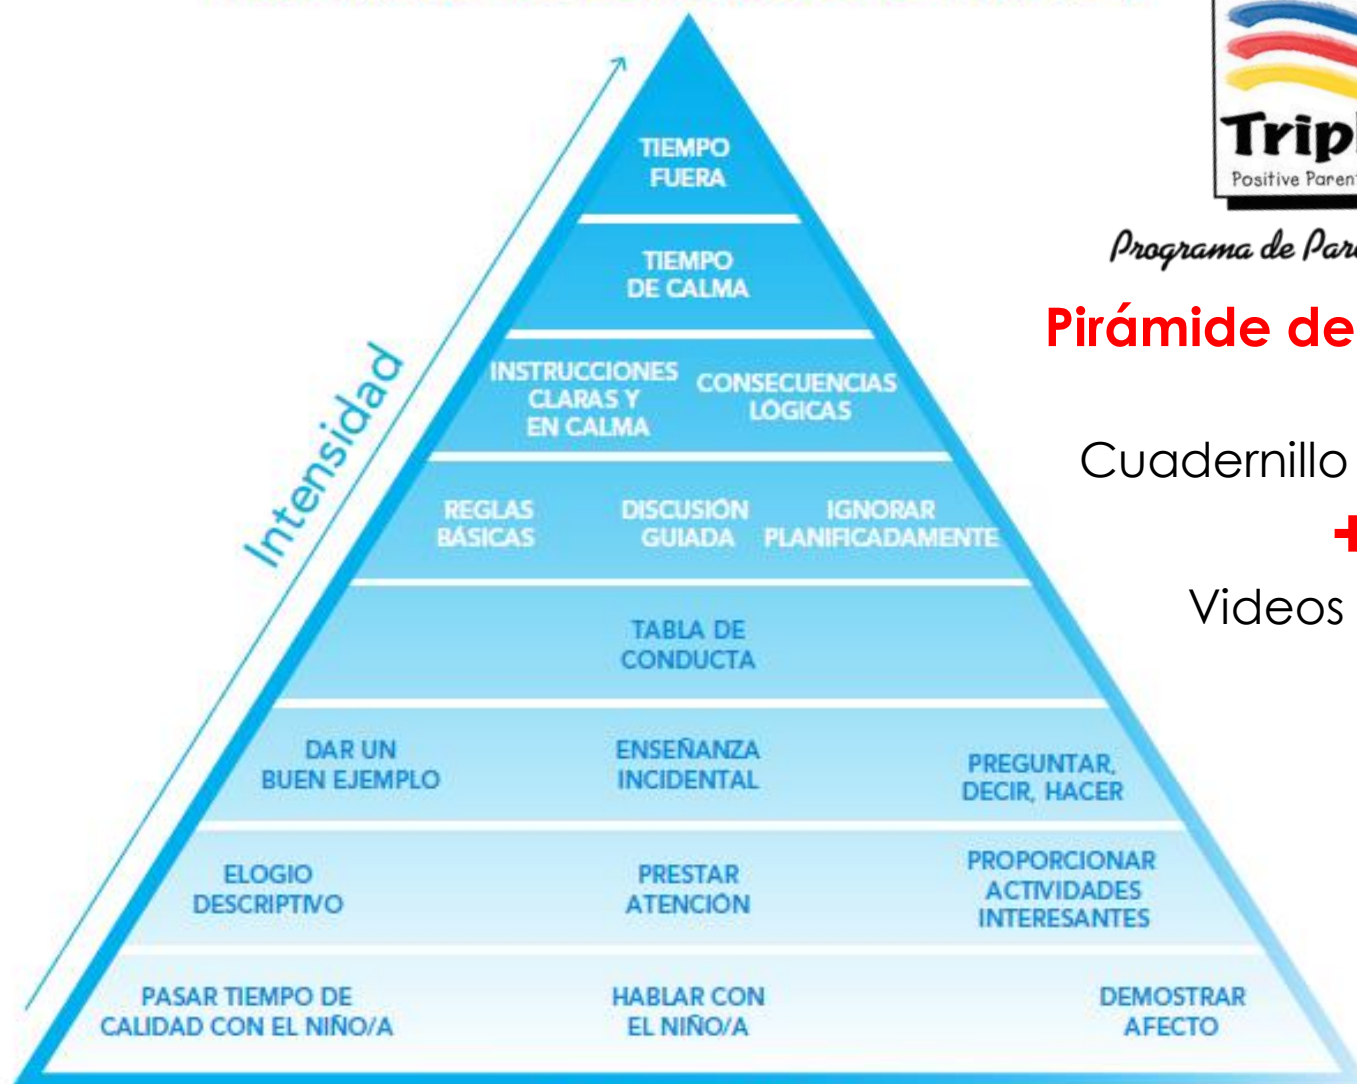 TIEMPO
FUERA
TIEMPO
DE CALMA
INSTRUCCIONES
CLARAS Y
EN CALMA
CONSECUENCIAS
LÓGICAS
REGLAS
BÁSICAS
DISCUSIÓN
GUIADA
IGNORAR
PLANIFICADAMENTE
TABLA DE
CONDUCTA
DAR UN
BUEN EJEMPLO
ENSEÑANZA
INCIDENTAL
PREGUNTAR,
DECIR, HACER
ELOGIO
DESCRIPTIVO
PRESTAR
ATENCIÓN
PROPORCIONAR
ACTIVIDADES
INTERESANTES
PASAR TIEMPO DE
CALIDAD CON EL NIÑO/A
HABLAR CON
EL NIÑO/A
DEMOSTRAR
AFECTO
Intensidad
Tripl
Positive Paren
Programa de Par
Pirámide de
Cuadernillo
+
Videos